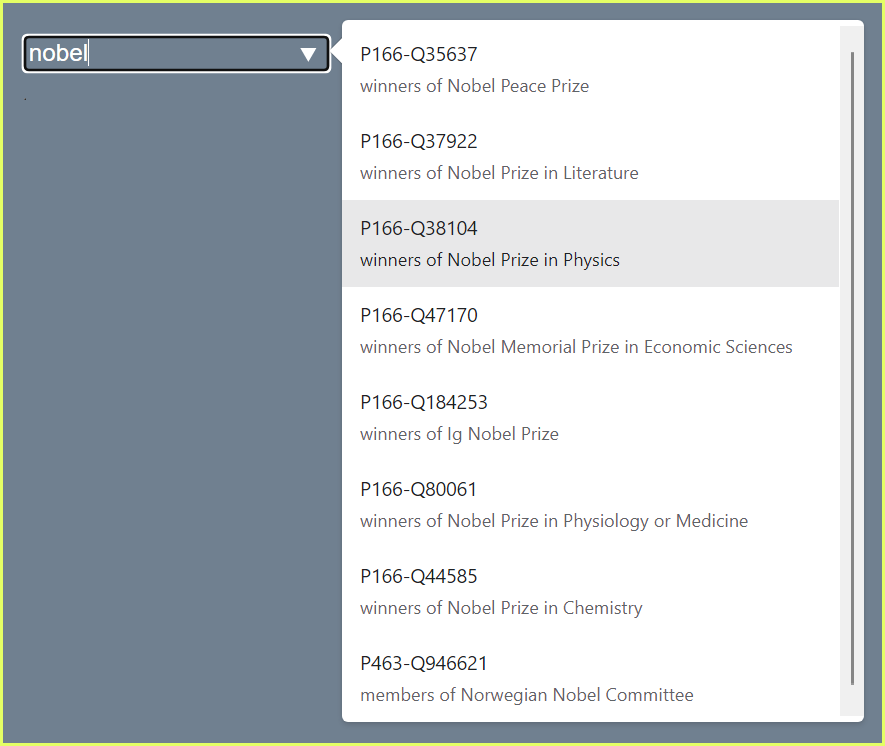 nobel
P166-Q35637
winners of Nobel Peace Prize
P166-Q37922
winners of Nobel Prize in Literature
P166-Q38104
winners of Nobel Prize in Physics
P166-Q47170
winners of Nobel Memorial Prize in Economic Sciences
P166-Q184253
winners of Ig Nobel Prize
P166-Q80061
winners of Nobel Prize in Physiology or Medicine
P166-Q44585
winners of Nobel Prize in Chemistry
P463-Q946621
members of Norwegian Nobel Committee